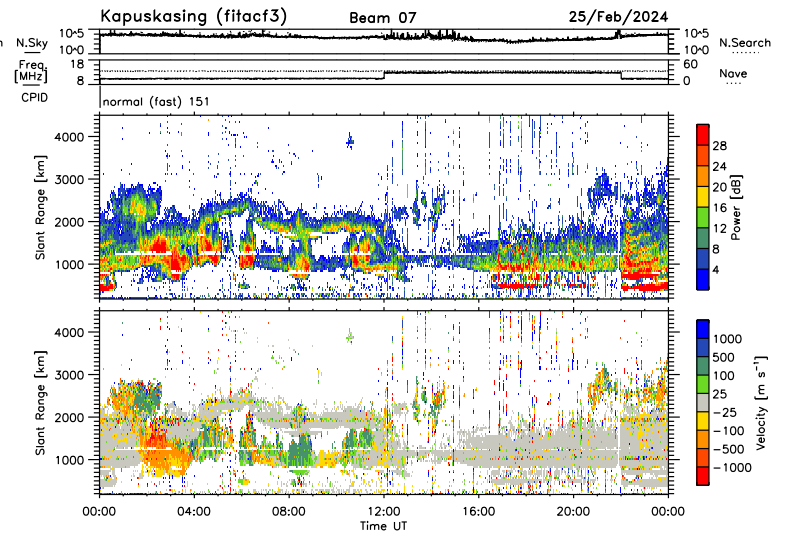 Kapuskasing (fitacf3) Beam 07 25/Feb/2024
N.Sky 10^5 10^0 10^5 10^0 N.Search
Freq. [MHz] 18 8 60 0 Nave
CPID normal (fast) 151
Slant Range [km] 4000 3000 2000 1000
Power [dB] 28 24 20 16 12 8 4
Slant Range [km] 4000 3000 2000 1000
Velocity [m s⁻¹] 1000 500 100 25 −25 −100 −500 −1000
00:00 04:00 08:00 12:00 16:00 20:00 00:00
Time UT